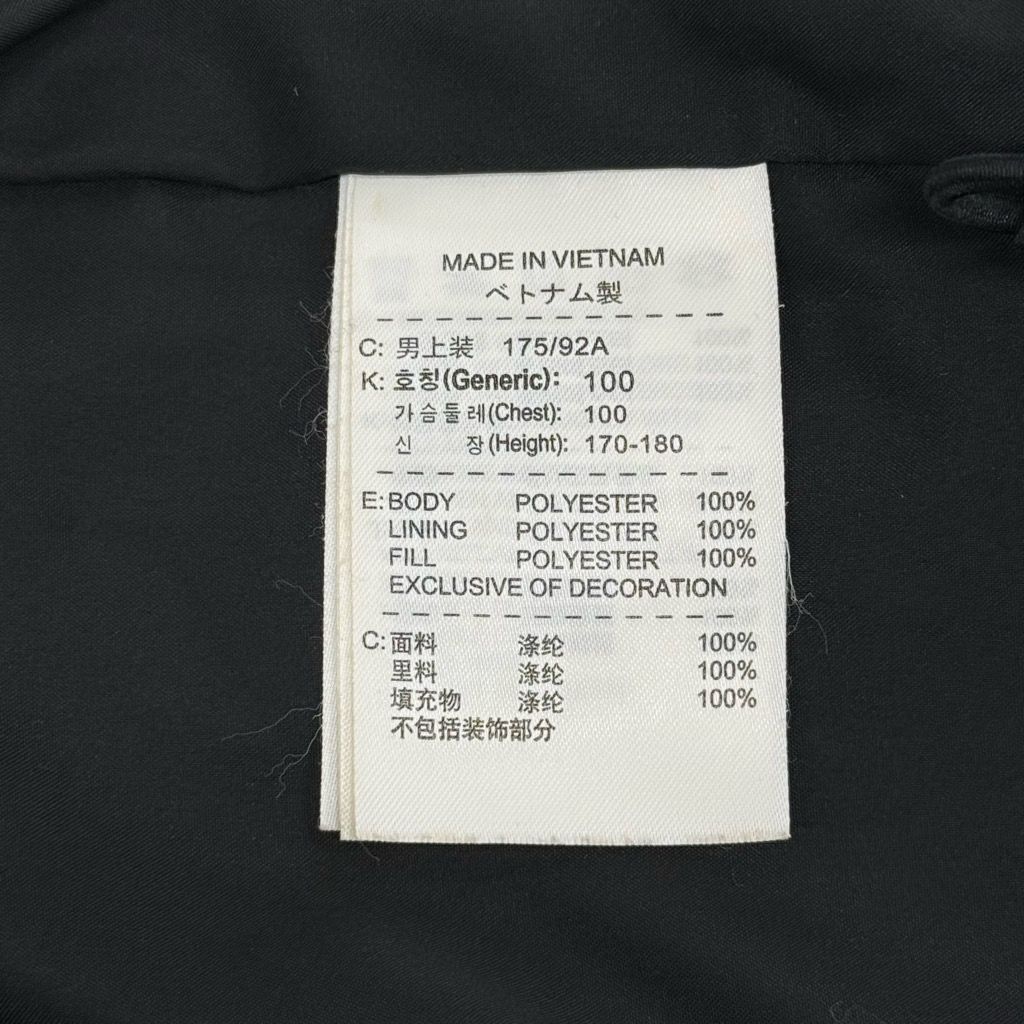 MADE IN VIETNAM
ベトナム製
C: 男上装 175/92A
K: 호칭(Generic): 100
가슴둘레(Chest): 100
신 장(Height): 170-180
E: BODY POLYESTER 100%
LINING POLYESTER 100%
FILL POLYESTER 100%
EXCLUSIVE OF DECORATION
C: 面料 涤纶 100%
里料 涤纶 100%
填充物 涤纶 100%
不包括装饰部分